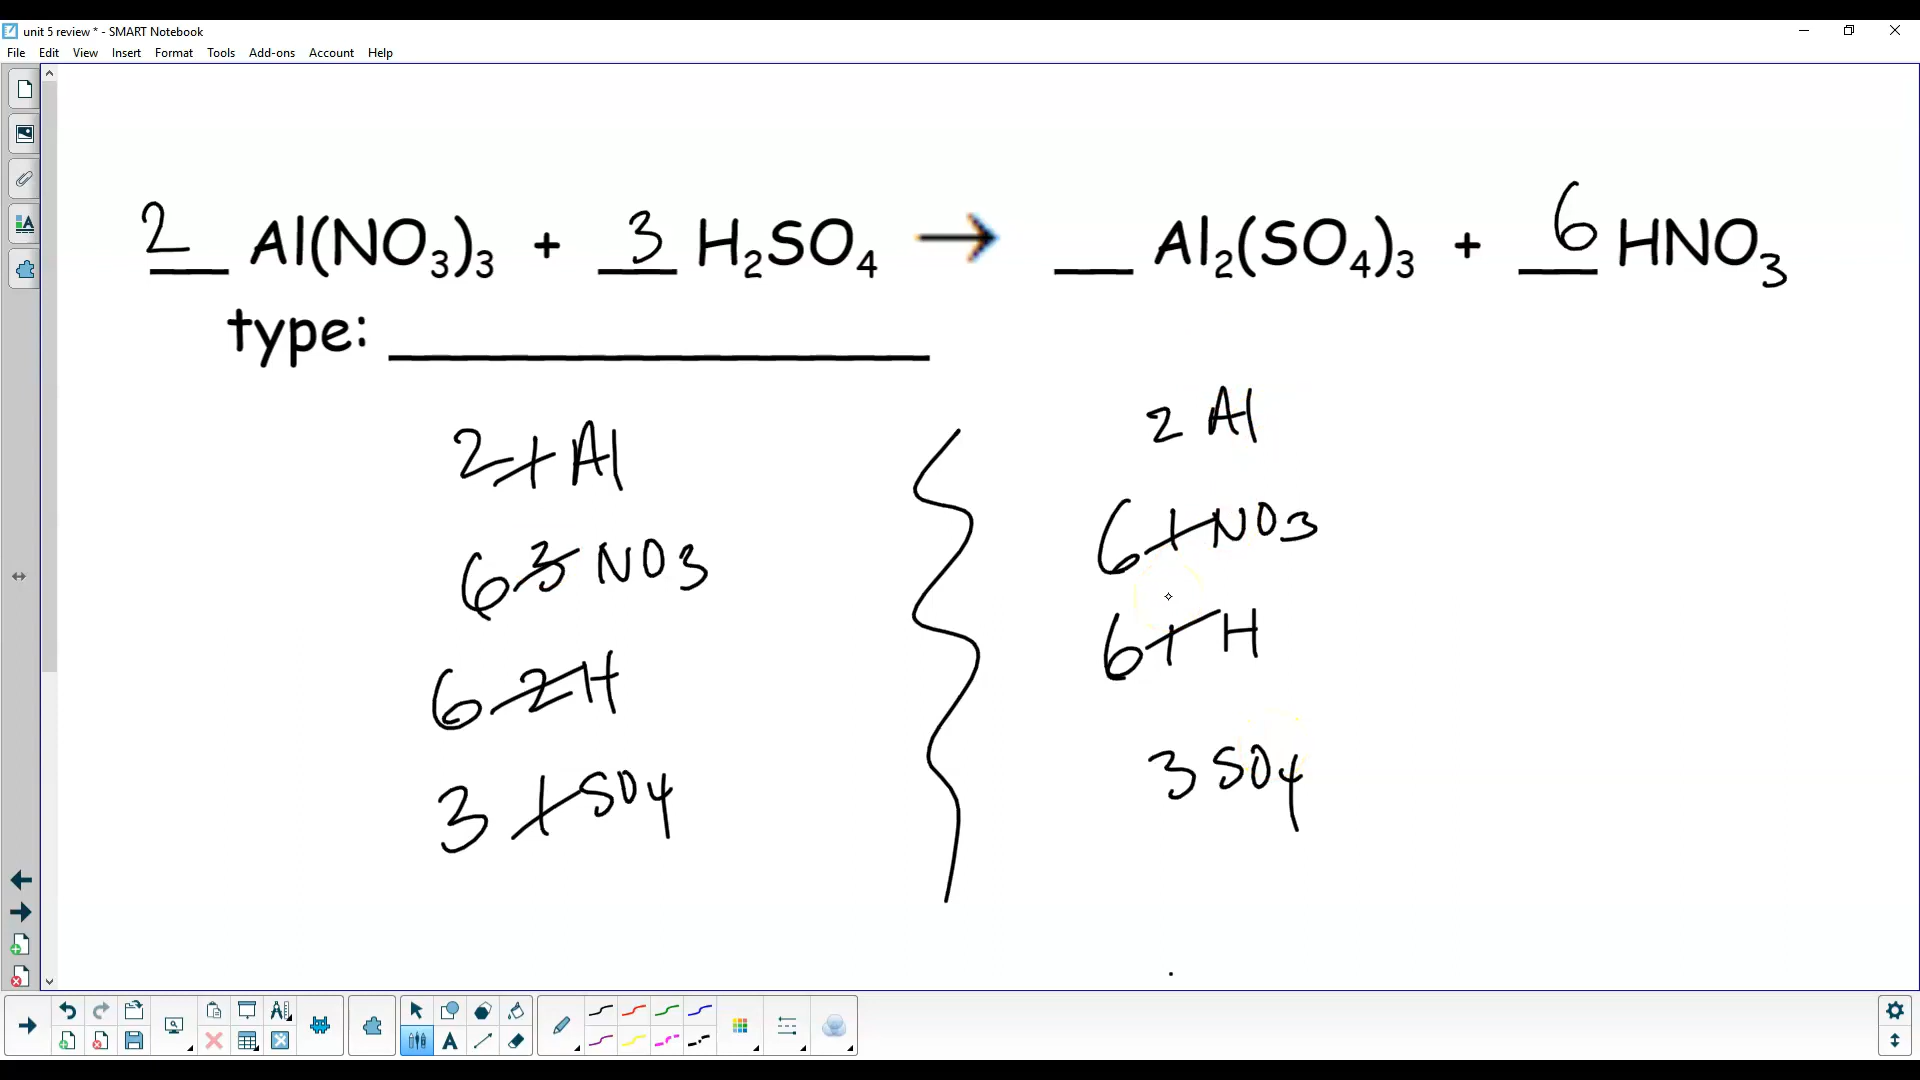 unit 5 review * - SMART Notebook
File Edit View Insert Format Tools Add-ons Account Help
2 Al(NO₃)₃ + 3 H₂SO₄ → ___ Al₂(SO₄)₃ + 6 HNO₃
type: ___________________
2 1 Al
6 3 NO3
6 2 H
3 1 SO4
2 Al
6 1 NO3
6 1 H
3 SO4